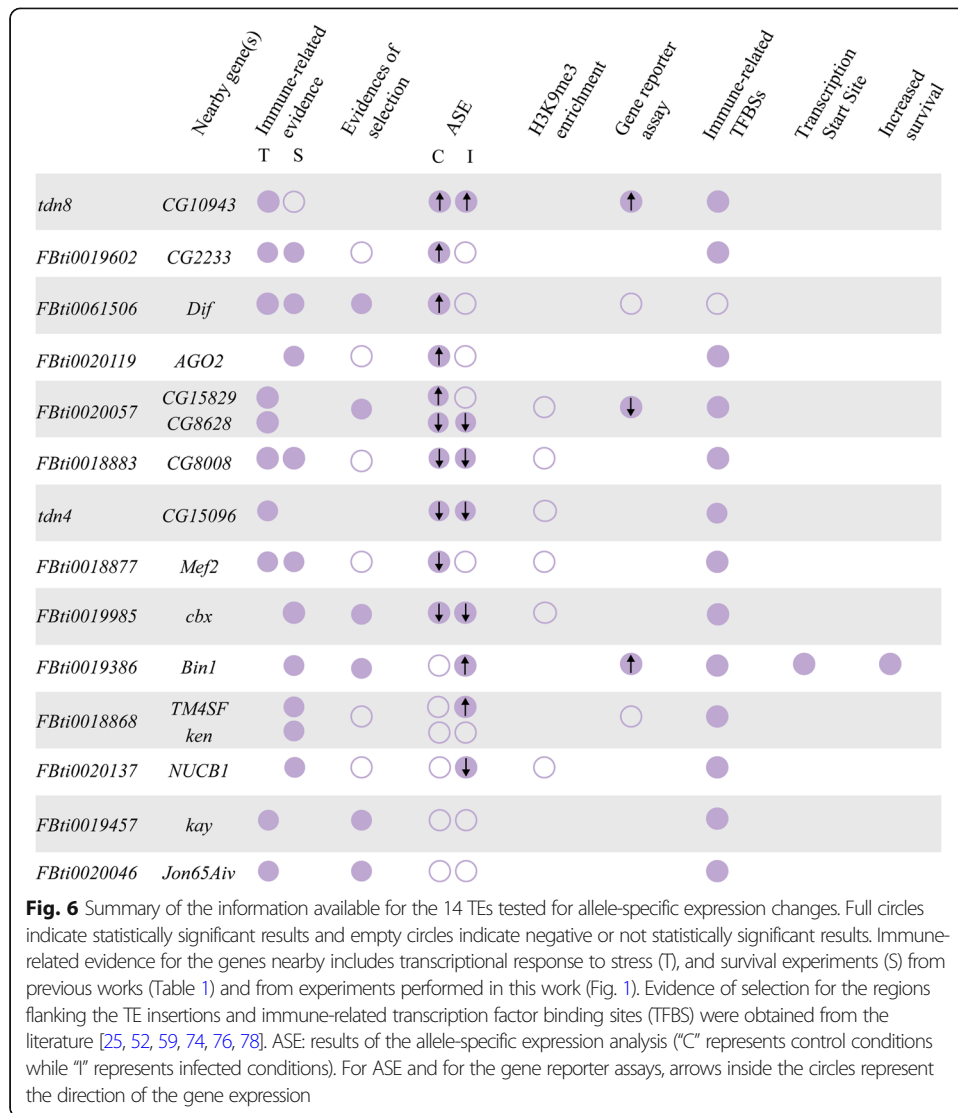 Nearby gene(s)
Immune-related
evidence
Evidences of
selection
ASE
H3K9me3
enrichment
Gene reporter
assay
Immune-related
TFBSs
Transcription
Start Site
Increased
survival
T S C I
tdn8 CG10943
FBti0019602 CG2233
FBti0061506 Dif
FBti0020119 AGO2
FBti0020057 CG15829
CG8628
FBti0018883 CG8008
tdn4 CG15096
FBti0018877 Mef2
FBti0019985 cbx
FBti0019386 Bin1
FBti0018868 TM4SF
ken
FBti0020137 NUCB1
FBti0019457 kay
FBti0020046 Jon65Aiv
Fig. 6 Summary of the information available for the 14 TEs tested for allele-specific expression changes. Full circles
indicate statistically significant results and empty circles indicate negative or not statistically significant results. Immune-
related evidence for the genes nearby includes transcriptional response to stress (T), and survival experiments (S) from
previous works (Table 1) and from experiments performed in this work (Fig. 1). Evidence of selection for the regions
flanking the TE insertions and immune-related transcription factor binding sites (TFBS) were obtained from the
literature [25, 52, 59, 74, 76, 78]. ASE: results of the allele-specific expression analysis (“C” represents control conditions
while “I” represents infected conditions). For ASE and for the gene reporter assays, arrows inside the circles represent
the direction of the gene expression